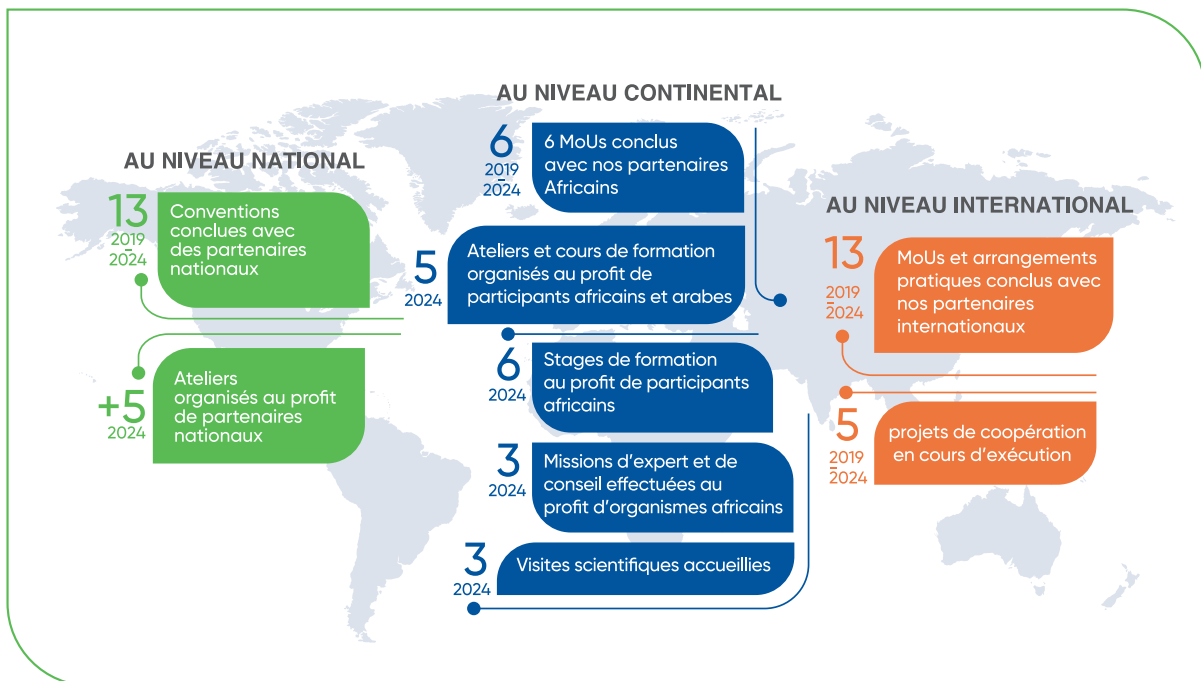 AU NIVEAU NATIONAL
13
2019
-
2024
Conventions
conclues avec
des partenaires
nationaux
+5
2024
Ateliers
organisés au profit
de partenaires
nationaux
AU NIVEAU CONTINENTAL
6
2019
-
2024
6 MoUs conclus
avec nos partenaires
Africains
5
2024
Ateliers et cours de formation
organisés au profit de
participants africains et arabes
6
2024
Stages de formation
au profit de participants
africains
3
2024
Missions d'expert et de
conseil effectuées au
profit d'organismes africains
3
2024
Visites scientifiques accueillies
AU NIVEAU INTERNATIONAL
13
2019
-
2024
MoUs et arrangements
pratiques conclus avec
nos partenaires
internationaux
5
2019
-
2024
projets de coopération
en cours d'exécution